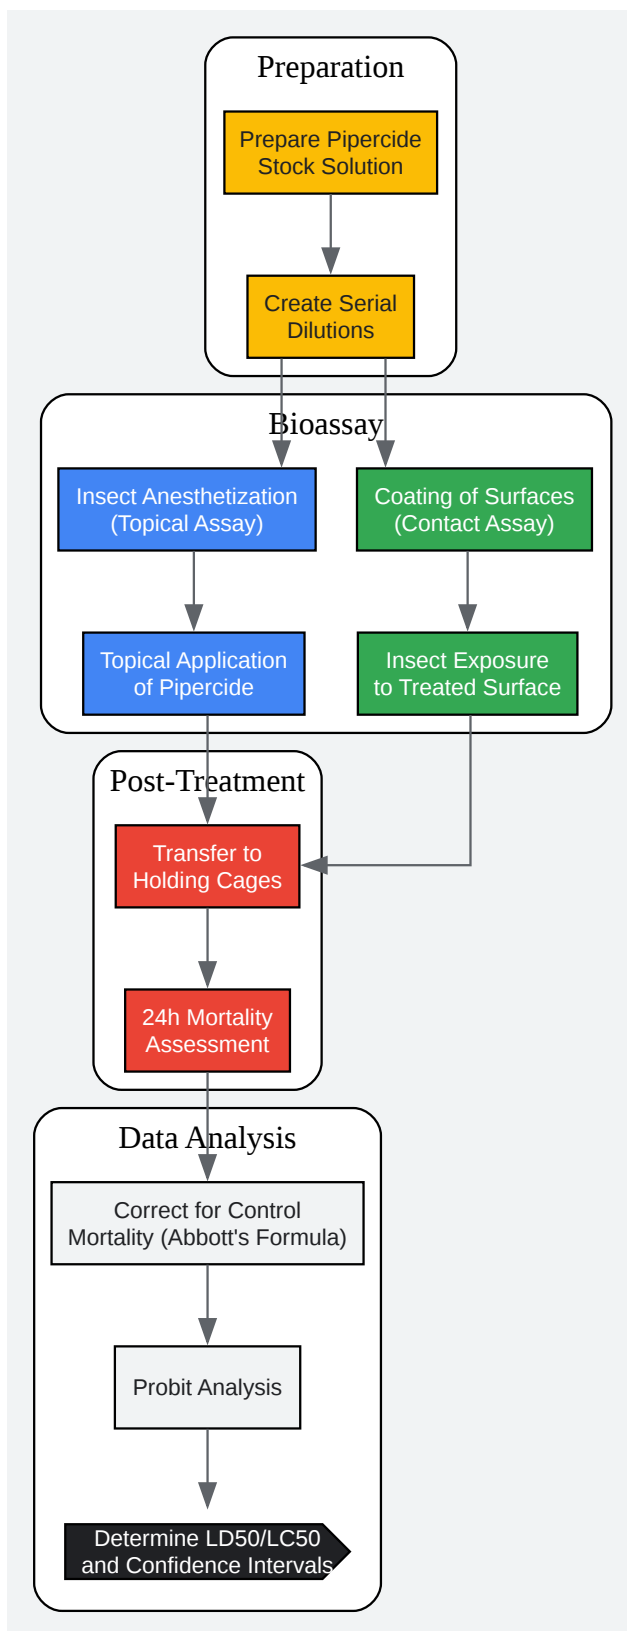 Preparation
Prepare Pipercide
Stock Solution
Create Serial
Dilutions
Bioassay
Insect Anesthetization
(Topical Assay)
Coating of Surfaces
(Contact Assay)
Topical Application
of Pipercide
Insect Exposure
to Treated Surface
Post-Treatment
Transfer to
Holding Cages
24h Mortality
Assessment
Data Analysis
Correct for Control
Mortality (Abbott's Formula)
Probit Analysis
Determine LD50/LC50
and Confidence Intervals